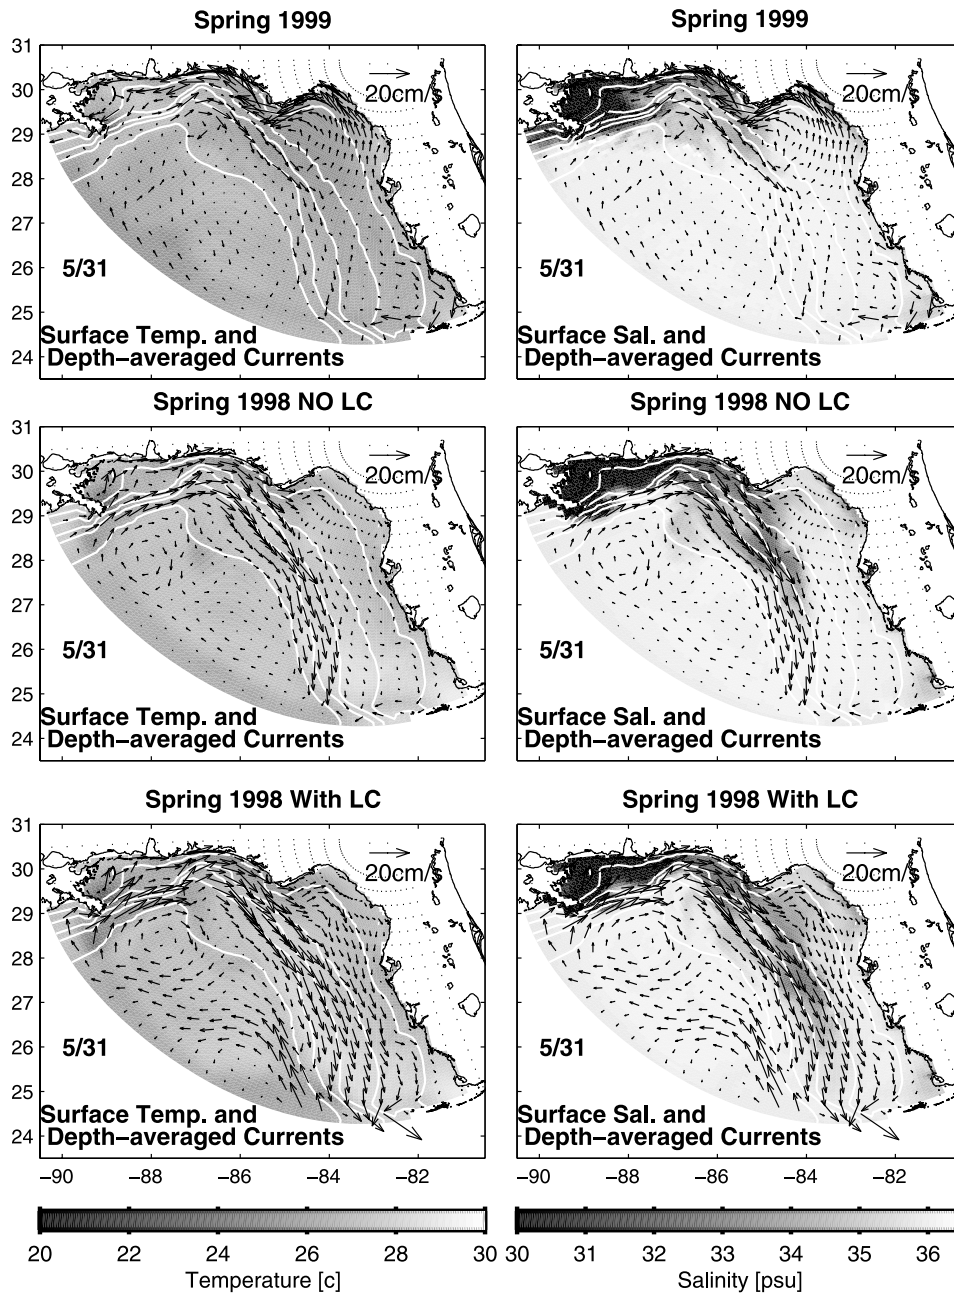 Spring 1999
Spring 1999
31
30
29
28
27
26
25
24
20cm/s
20cm/s
5/31
5/31
Surface Temp. and
Depth-averaged Currents
Surface Sal. and
Depth-averaged Currents
Spring 1998 NO LC
Spring 1998 NO LC
31
30
29
28
27
26
25
24
20cm/s
20cm/s
5/31
5/31
Surface Temp. and
Depth-averaged Currents
Surface Sal. and
Depth-averaged Currents
Spring 1998 With LC
Spring 1998 With LC
31
30
29
28
27
26
25
24
20cm/s
20cm/s
5/31
5/31
Surface Temp. and
Depth-averaged Currents
Surface Sal. and
Depth-averaged Currents
−90 −88 −86 −84 −82
−90 −88 −86 −84 −82
20 22 24 26 28 30
30 31 32 33 34 35 36
Temperature [c]
Salinity [psu]